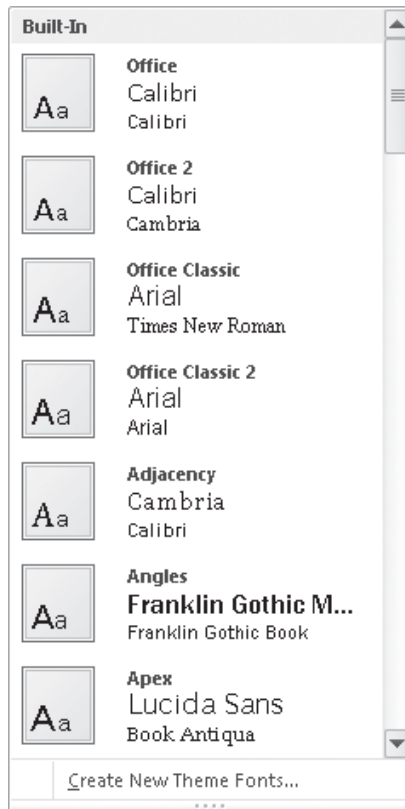 Built-In
Aa
Office
Calibri
Calibri
Aa
Office 2
Calibri
Cambria
Aa
Office Classic
Arial
Times New Roman
Aa
Office Classic 2
Arial
Arial
Aa
Adjacency
Cambria
Calibri
Aa
Angles
Franklin Gothic M...
Franklin Gothic Book
Aa
Apex
Lucida Sans
Book Antiqua
Create New Theme Fonts...